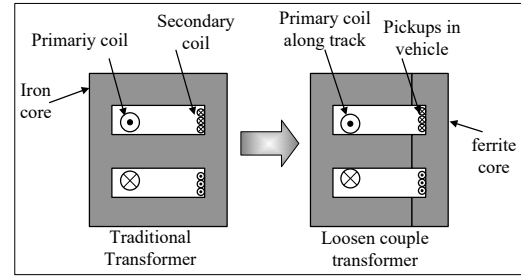 Primariy coil
Secondary
coil
Iron
core
Traditional
Transformer
Primary coil
along track
Pickups in
vehicle
ferrite
core
Loosen couple
transformer